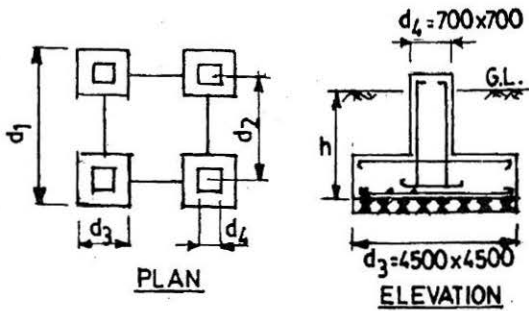 d₁
d₂
d₃
d₄
PLAN
d₄=700x700
G.L.
h
d₃=4500x4500
ELEVATION